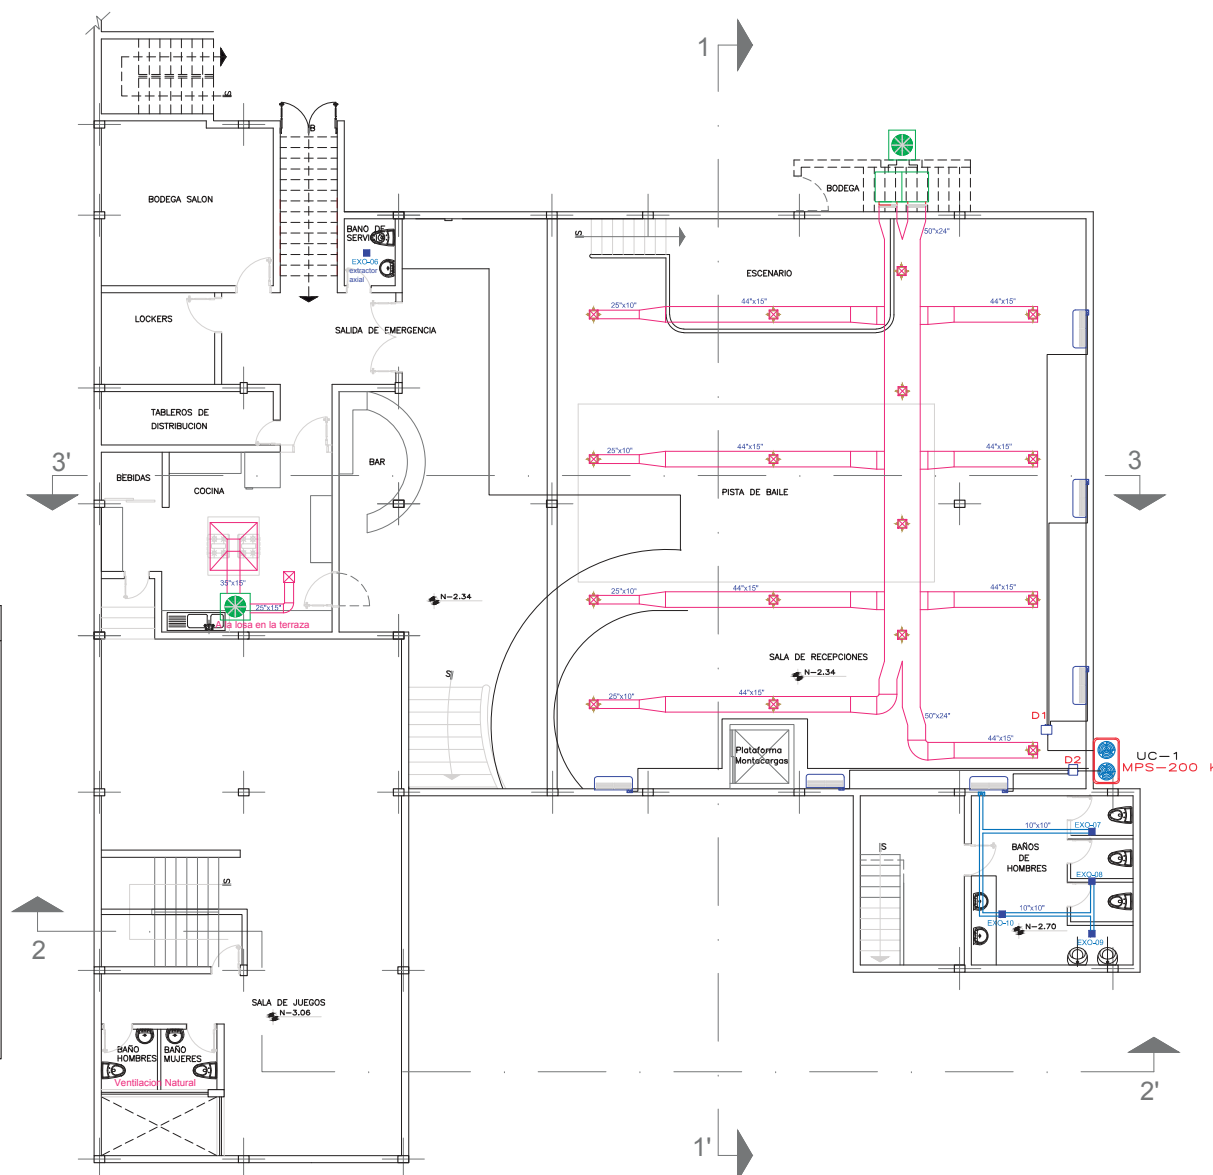 1
S
B
BODEGA
BODEGA SALON
50"x24"
BANO DE
SERVICIO
S
EXO-06
extractor
axial
ESCENARIO
25"x10"
44"x15"
44"x15"
LOCKERS
SALIDA DE EMERGENCIA
TABLEROS DE
DISTRIBUCION
25"x10"
44"x15"
44"x15"
3'
BAR
3
BEBIDAS
COCINA
PISTA DE BAILE
35"x15"
25"x10"
44"x15"
44"x15"
N-2.34
25"x15"
A la losa en la terraza
SALA DE RECEPCIONES
N-2.34
S
25"x10"
44"x15"
50"x24"
D1
44"x15"
Plataforma
Montacargas
UC-1
D2
MPS-200
10"x10"
EXO-07
S
BAÑOS
DE
HOMBRES
EXO-08
S
10"x10"
EXO-10
N-2.70
EXO-09
2
SALA DE JUEGOS
N-3.06
BAÑO
HOMBRES
BAÑO
MUJERES
Ventilacion Natural
2'
1'